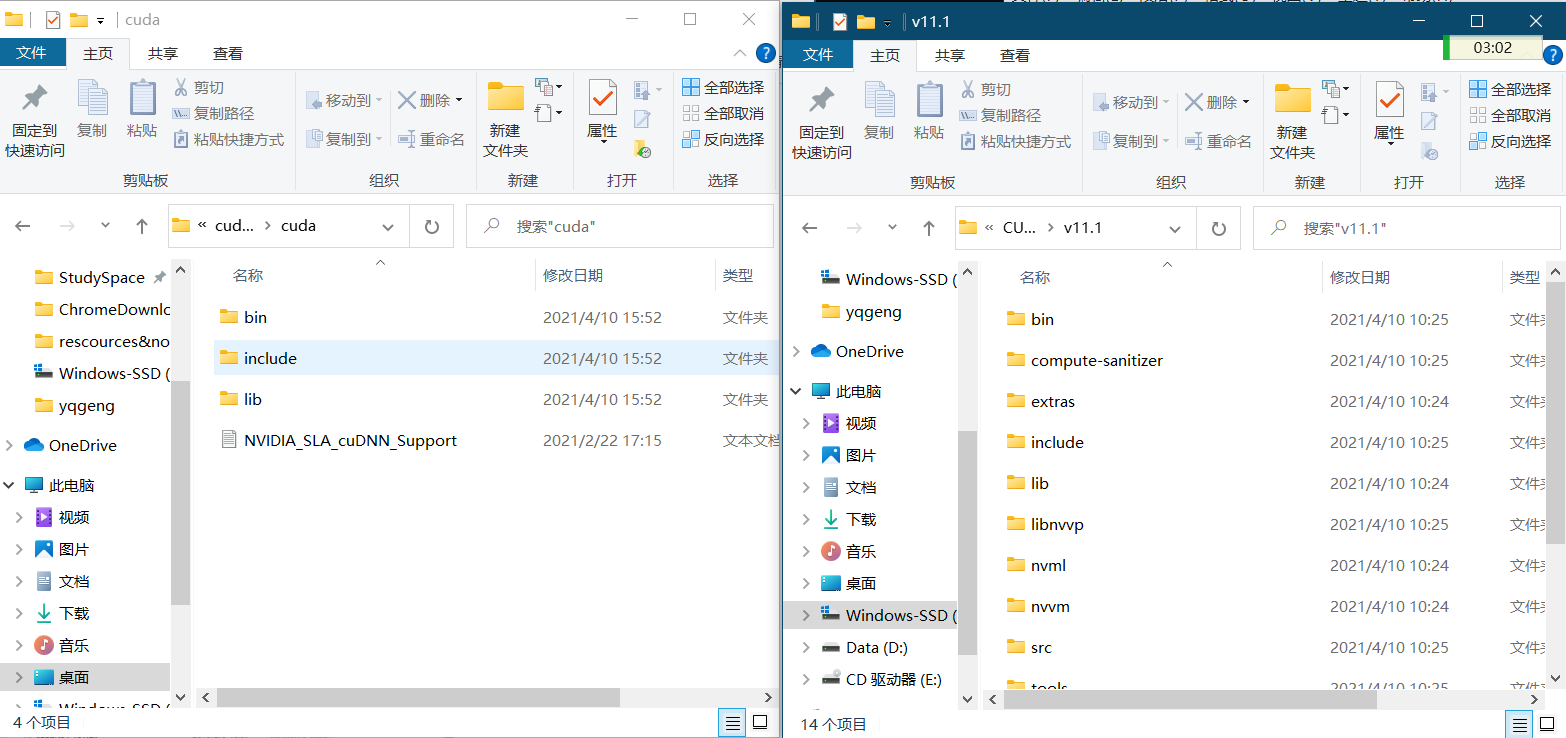 cuda
文件 主页 共享 查看
固定到
快速访问
复制
粘贴
剪切
复制路径
粘贴快捷方式
剪贴板
移动到
复制到
删除
重命名
组织
新建
文件夹
新建
属性
打开
全部选择
全部取消
反向选择
选择
« cud... › cuda
搜索"cuda"
StudySpace
ChromeDownlc
rescources&no
Windows-SSD (
yqgeng
OneDrive
此电脑
视频
图片
文档
下载
音乐
桌面
Windows-SSD (
名称 修改日期 类型
bin 2021/4/10 15:52 文件夹
include 2021/4/10 15:52 文件夹
lib 2021/4/10 15:52 文件夹
NVIDIA_SLA_cuDNN_Support 2021/2/22 17:15 文本文档
4 个项目
v11.1
03:02
文件 主页 共享 查看
固定到
快速访问
复制
粘贴
剪切
复制路径
粘贴快捷方式
剪贴板
移动到
复制到
删除
重命名
组织
新建
文件夹
新建
属性
打开
全部选择
全部取消
反向选择
选择
« CU... › v11.1
搜索"v11.1"
Windows-SSD (
yqgeng
OneDrive
此电脑
视频
图片
文档
下载
音乐
桌面
Windows-SSD (
Data (D:)
CD 驱动器 (E:)
名称 修改日期 类型
bin 2021/4/10 10:25 文件
compute-sanitizer 2021/4/10 10:25 文件
extras 2021/4/10 10:24 文件
include 2021/4/10 10:25 文件
lib 2021/4/10 10:24 文件
libnvvp 2021/4/10 10:25 文件
nvml 2021/4/10 10:24 文件
nvvm 2021/4/10 10:24 文件
src 2021/4/10 10:25 文件
tools 2021/4/10 10:25 文件
14 个项目